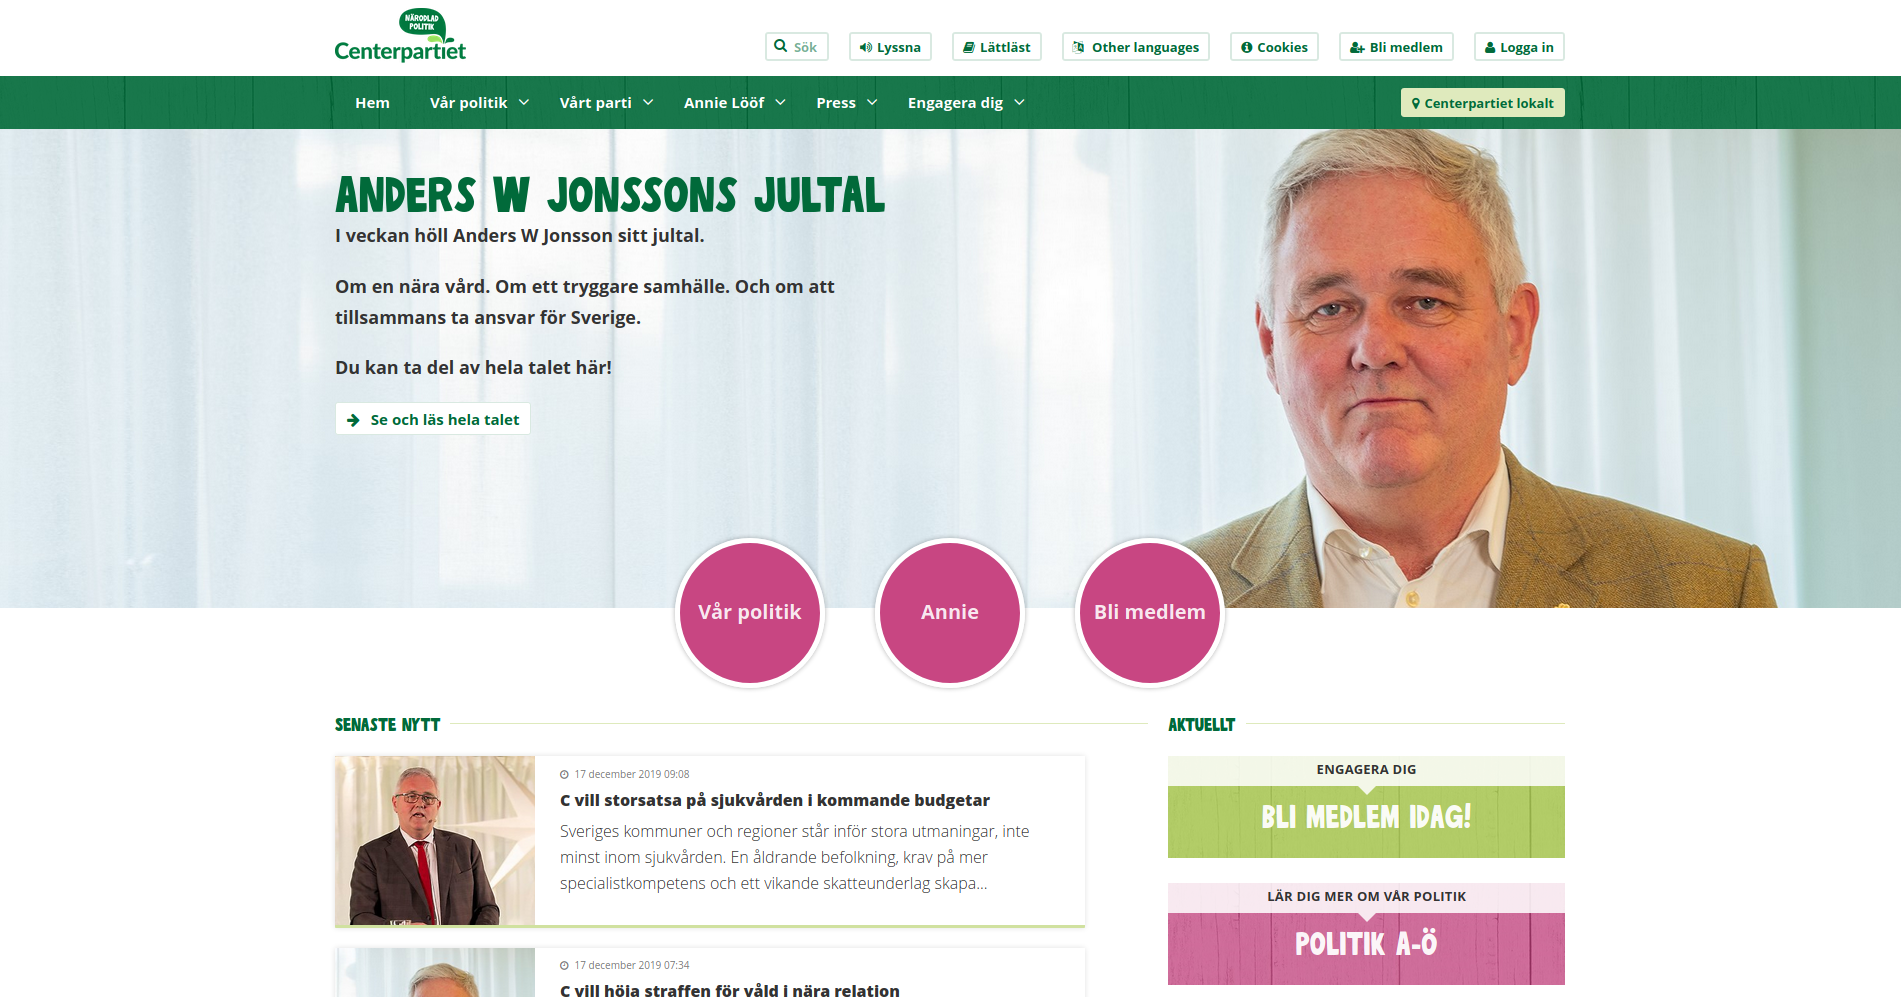 NÄRODLAD
POLITIK
Centerpartiet
Sök
Lyssna
Lättläst
Other languages
Cookies
Bli medlem
Logga in
Hem
Vår politik
Vårt parti
Annie Lööf
Press
Engagera dig
Centerpartiet lokalt
ANDERS W JONSSONS JULTAL
I veckan höll Anders W Jonsson sitt jultal.
Om en nära vård. Om ett tryggare samhälle. Och om att
tillsammans ta ansvar för Sverige.
Du kan ta del av hela talet här!
Se och läs hela talet
Vår politik
Annie
Bli medlem
SENASTE NYTT
17 december 2019 09:08
C vill storsatsa på sjukvården i kommande budgetar
Sveriges kommuner och regioner står inför stora utmaningar, inte
minst inom sjukvården. En åldrande befolkning, krav på mer
specialistkompetens och ett vikande skatteunderlag skapa...
17 december 2019 07:34
C vill höja straffen för våld i nära relation
AKTUELLT
ENGAGERA DIG
BLI MEDLEM IDAG!
LÄR DIG MER OM VÅR POLITIK
POLITIK A-Ö